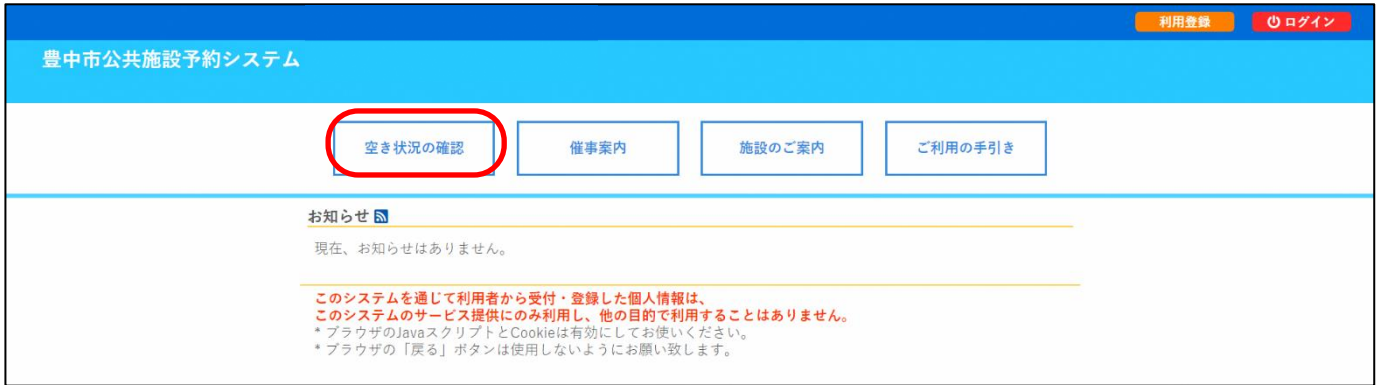 利用登録 ログイン
豊中市公共施設予約システム
空き状況の確認 催事案内 施設のご案内 ご利用の手引き
お知らせ
現在、お知らせはありません。
このシステムを通じて利用者から受付・登録した個人情報は、
このシステムのサービス提供にのみ利用し、他の目的で利用することはありません。
* ブラウザのJavaスクリプトとCookieは有効にしてお使いください。
* ブラウザの「戻る」ボタンは使用しないようにお願い致します。